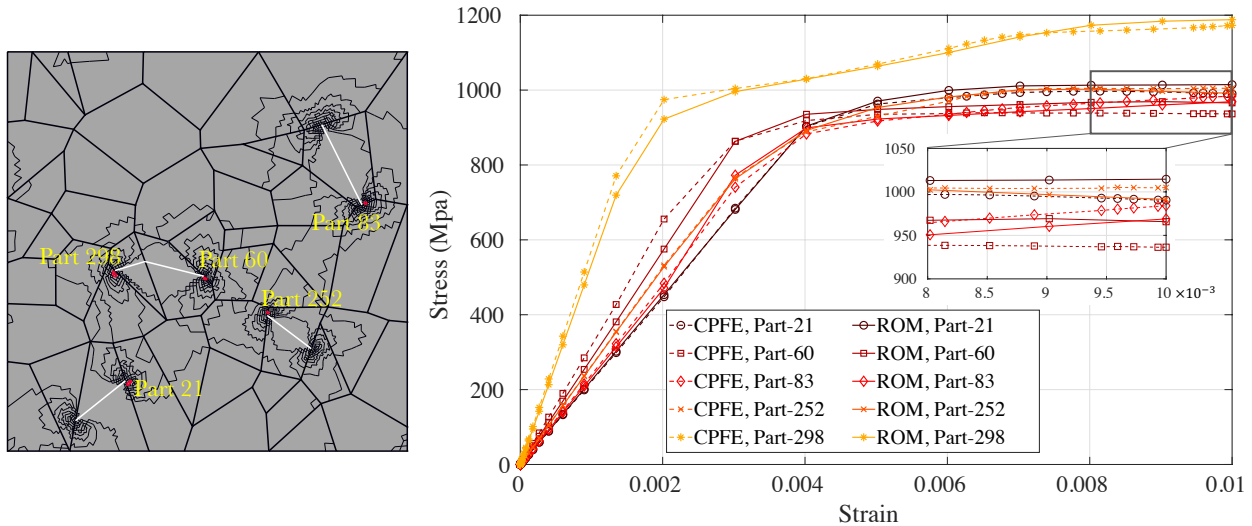 Part 83
Part 298
Part 60
Part 252
Part 21
1200
1000
800
600
400
200
0
Stress (Mpa)
0
0.002
0.004
0.006
0.008
0.01
Strain
1050
1000
950
900
8
8.5
9
9.5
10
×10⁻³
CPFE, Part-21
ROM, Part-21
CPFE, Part-60
ROM, Part-60
CPFE, Part-83
ROM, Part-83
CPFE, Part-252
ROM, Part-252
CPFE, Part-298
ROM, Part-298